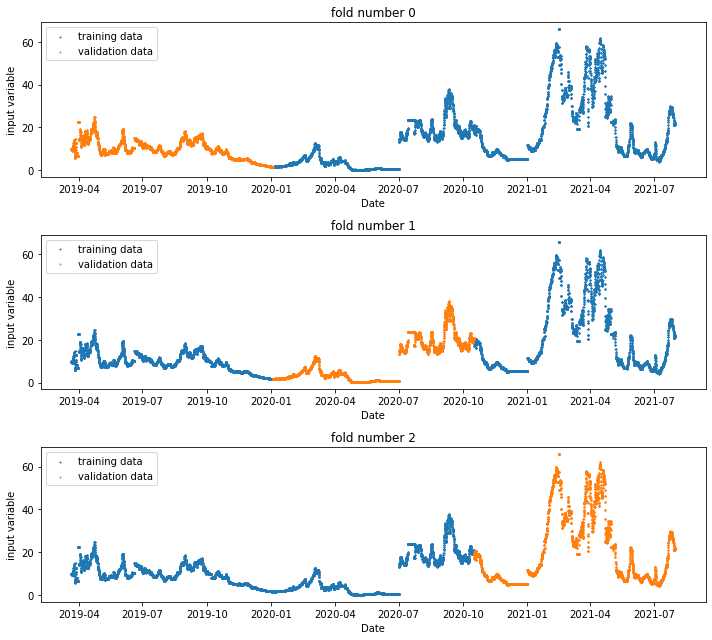 fold number 0
training data
validation data
input variable
60
40
20
0
2019-04 2019-07 2019-10 2020-01 2020-04 2020-07 2020-10 2021-01 2021-04 2021-07
Date
fold number 1
training data
validation data
input variable
60
40
20
0
2019-04 2019-07 2019-10 2020-01 2020-04 2020-07 2020-10 2021-01 2021-04 2021-07
Date
fold number 2
training data
validation data
input variable
60
40
20
0
2019-04 2019-07 2019-10 2020-01 2020-04 2020-07 2020-10 2021-01 2021-04 2021-07
Date